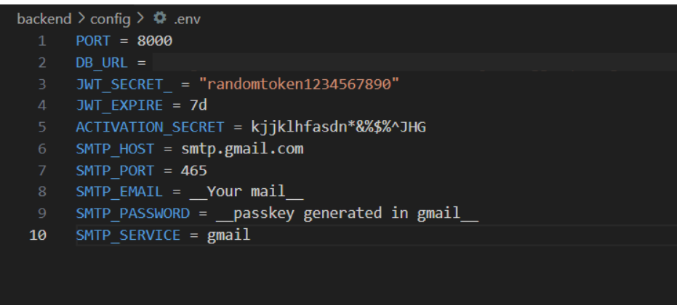 backend > config > .env
1 PORT = 8000
2 DB_URL =
3 JWT_SECRET_ = "randomtoken1234567890"
4 JWT_EXPIRE = 7d
5 ACTIVATION_SECRET = kjjklhfasdn*&%$%^JHG
6 SMTP_HOST = smtp.gmail.com
7 SMTP_PORT = 465
8 SMTP_EMAIL = __Your mail__
9 SMTP_PASSWORD = __passkey generated in gmail__
10 SMTP_SERVICE = gmail